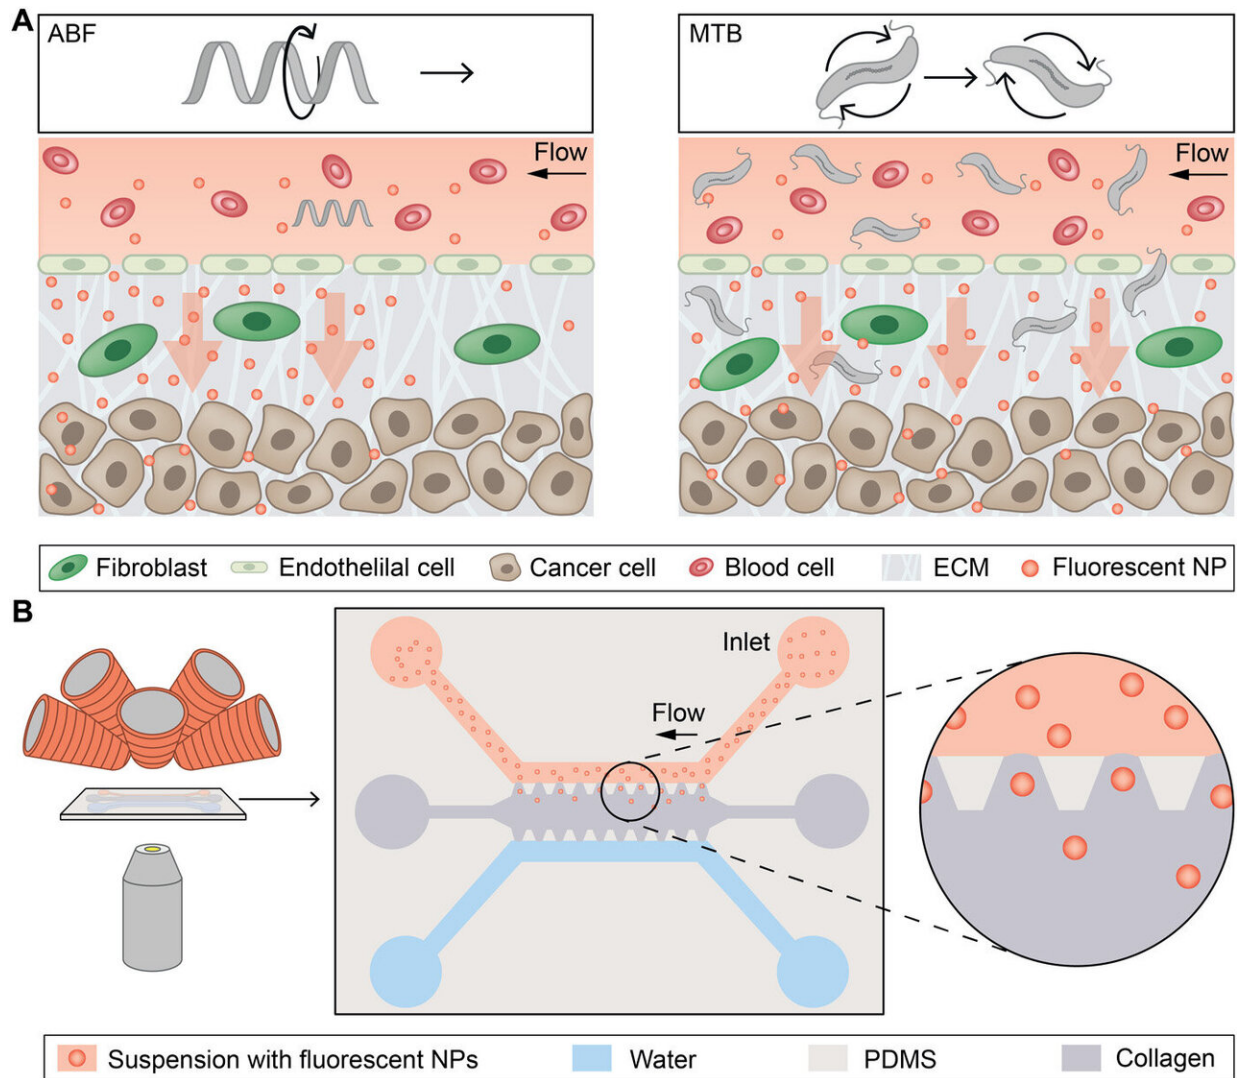 A
ABF
MTB
Flow
Flow
Fibroblast
Endothelilal cell
Cancer cell
Blood cell
ECM
Fluorescent NP
B
Inlet
Flow
Suspension with fluorescent NPs
Water
PDMS
Collagen